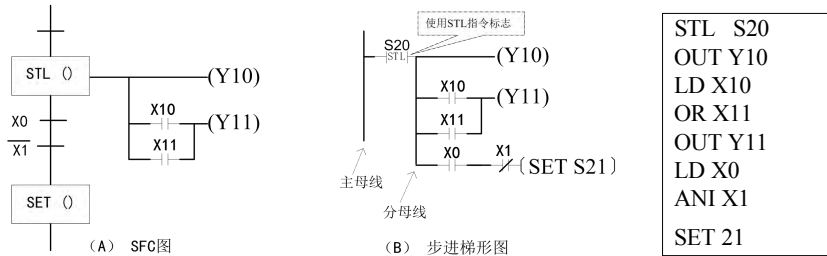 STL ()
(Y10)
X10
(Y11)
X11
X0
X1
SET ()
(A) SFC图
使用STL指令标志
S20
STL
(Y10)
X10
(Y11)
X11
X0
X1
〔SET S21〕
主母线
分母线
(B) 步进梯形图
STL S20
OUT Y10
LD X10
OR X11
OUT Y11
LD X0
ANI X1
SET 21